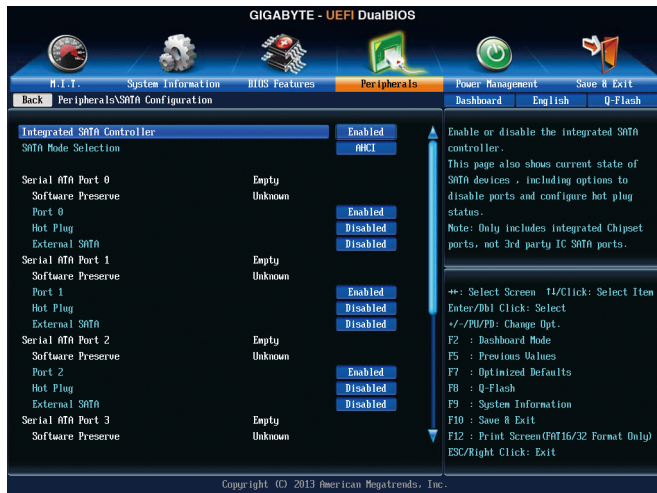 GIGABYTE - UEFI DualBIOS
M.I.T. System Information BIOS Features Peripherals Power Management Save & Exit
Back Peripherals\SATA Configuration Dashboard English Q-Flash
Integrated SATA Controller Enabled
SATA Mode Selection AHCI
Serial ATA Port 0 Empty
Software Preserve Unknown
Port 0 Enabled
Hot Plug Disabled
External SATA Disabled
Serial ATA Port 1 Empty
Software Preserve Unknown
Port 1 Enabled
Hot Plug Disabled
External SATA Disabled
Serial ATA Port 2 Empty
Software Preserve Unknown
Port 2 Enabled
Hot Plug Disabled
External SATA Disabled
Serial ATA Port 3 Empty
Software Preserve Unknown
Enable or disable the integrated SATA
controller.
This page also shows current state of
SATA devices , including options to
disable ports and configure hot plug
status.
Note: Only includes integrated Chipset
ports, not 3rd party IC SATA ports.
→←: Select Screen ↑↓/Click: Select Item
Enter/Dbl Click: Select
+/-/PU/PD: Change Opt.
F2 : Dashboard Mode
F5 : Previous Values
F7 : Optimized Defaults
F8 : Q-Flash
F9 : System Information
F10 : Save & Exit
F12 : Print Screen(FAT16/32 Format Only)
ESC/Right Click: Exit
Copyright (C) 2013 American Megatrends, Inc.